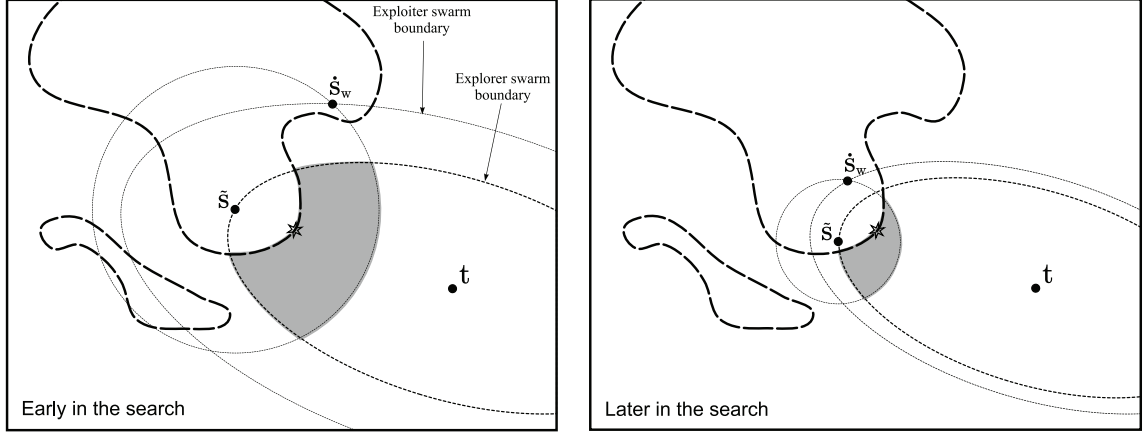 Exploiter swarm
boundary
Explorer swarm
boundary
ṡw
s̃
t
Early in the search
ṡw
s̃
t
Later in the search